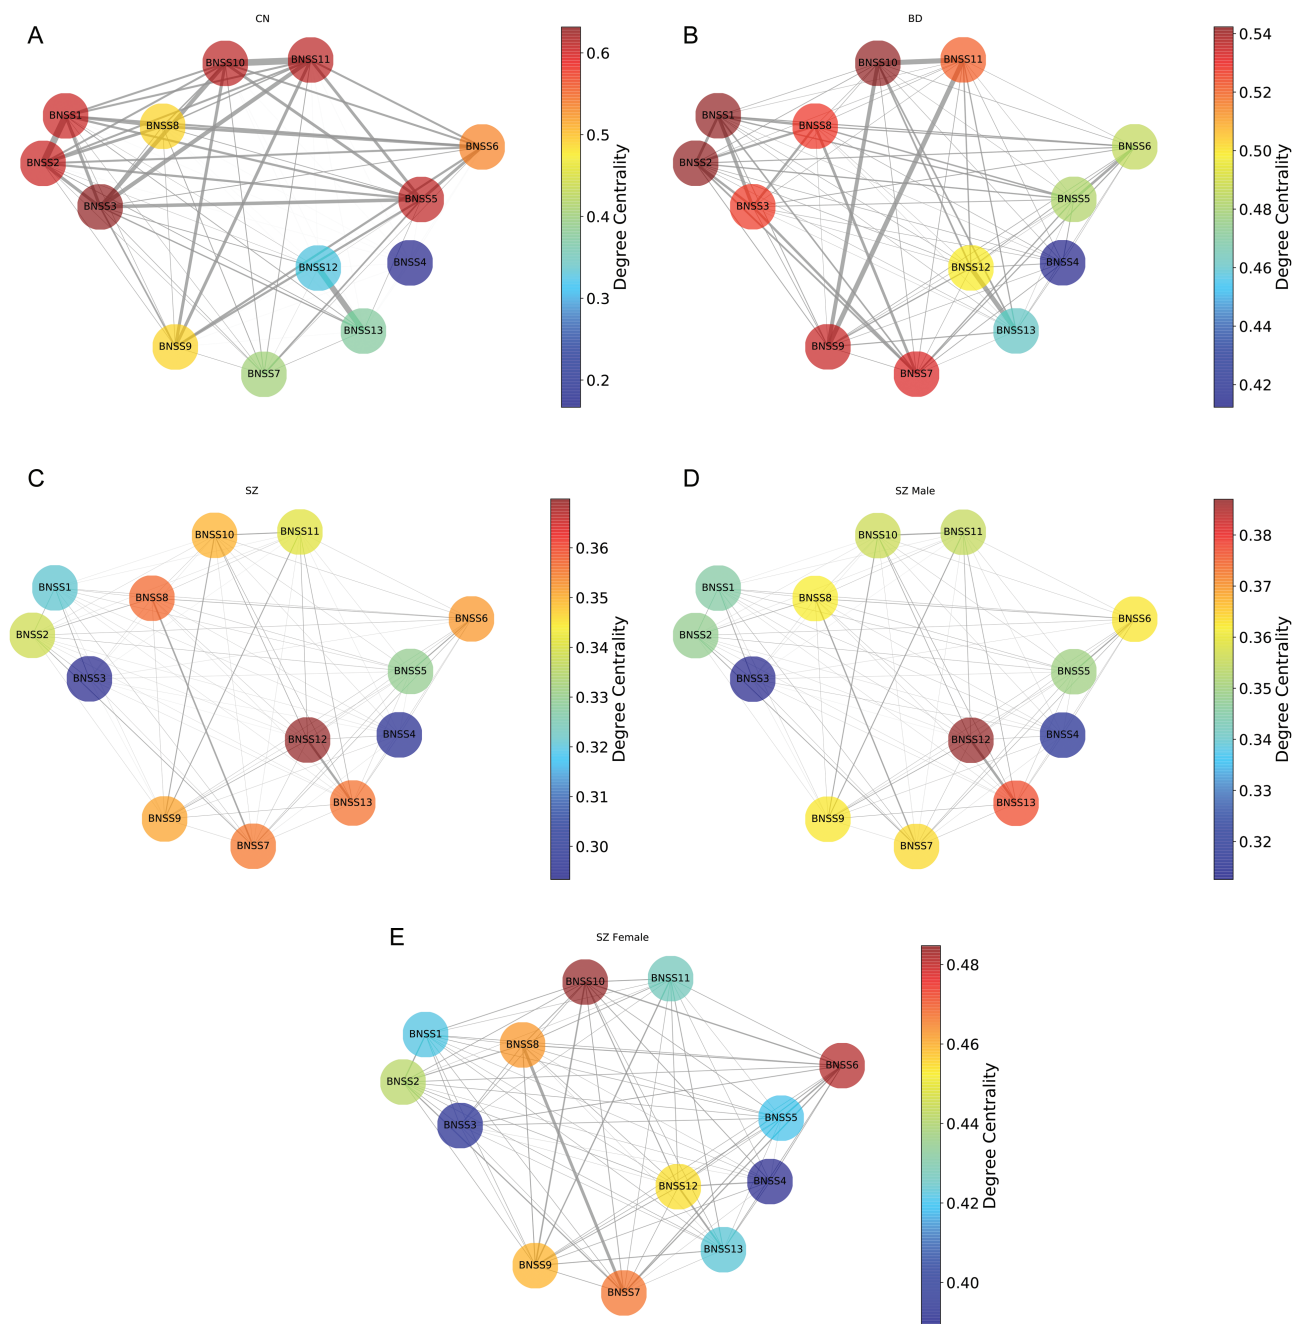 A
CN
BNSS10
BNSS11
BNSS1
BNSS8
BNSS6
BNSS2
BNSS5
BNSS3
BNSS12
BNSS4
BNSS13
BNSS9
BNSS7
0.6
0.5
0.4
0.3
0.2
Degree Centrality
B
BD
BNSS10
BNSS11
BNSS1
BNSS8
BNSS6
BNSS2
BNSS5
BNSS3
BNSS12
BNSS4
BNSS13
BNSS9
BNSS7
0.54
0.52
0.50
0.48
0.46
0.44
0.42
Degree Centrality
C
SZ
BNSS10
BNSS11
BNSS1
BNSS8
BNSS6
BNSS2
BNSS5
BNSS3
BNSS12
BNSS4
BNSS13
BNSS9
BNSS7
0.36
0.35
0.34
0.33
0.32
0.31
0.30
Degree Centrality
D
SZ Male
BNSS10
BNSS11
BNSS1
BNSS8
BNSS6
BNSS2
BNSS5
BNSS3
BNSS12
BNSS4
BNSS13
BNSS9
BNSS7
0.38
0.37
0.36
0.35
0.34
0.33
0.32
Degree Centrality
E
SZ Female
BNSS10
BNSS11
BNSS1
BNSS8
BNSS6
BNSS2
BNSS5
BNSS3
BNSS12
BNSS4
BNSS13
BNSS9
BNSS7
0.48
0.46
0.44
0.42
0.40
Degree Centrality